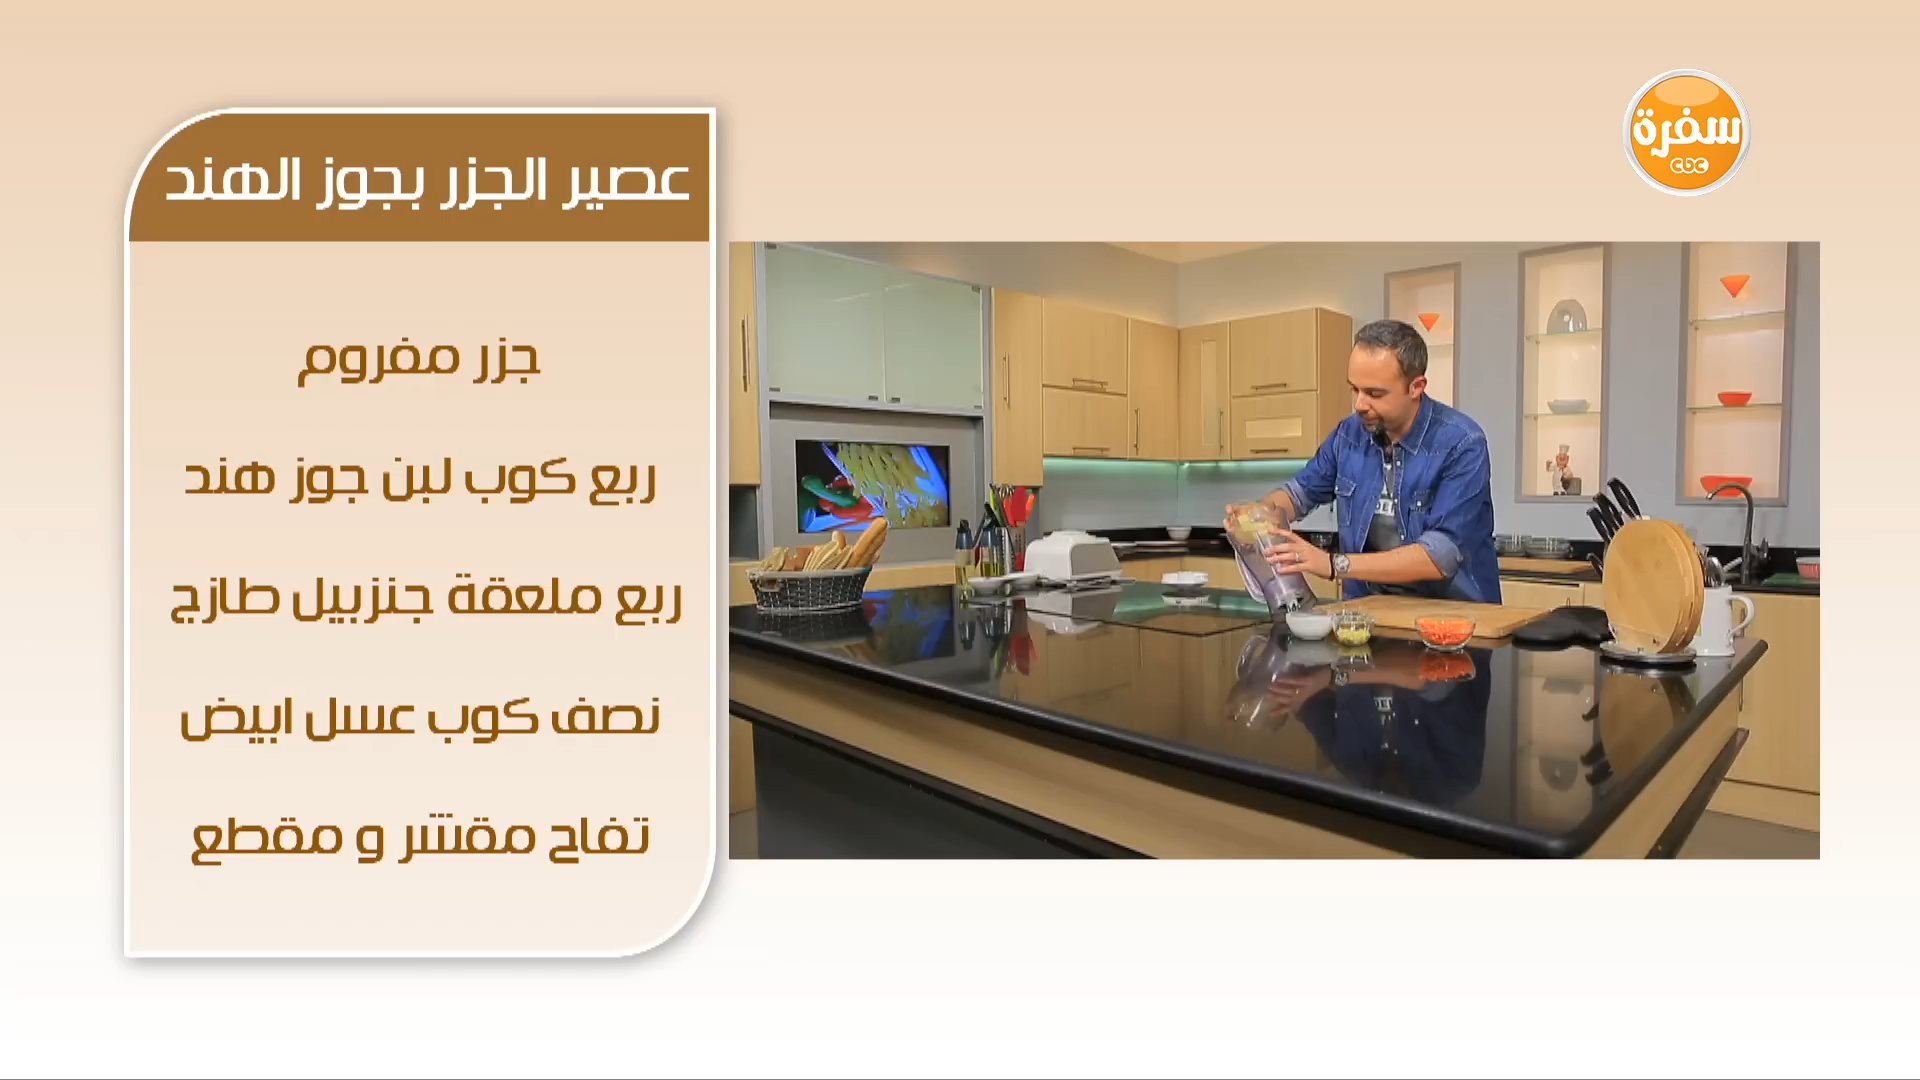 عصير الجزر بجوز الهند
جزر مفروم
ربع كوب لبن جوز هند
ربع ملعقة جنزبيل طازج
نصف كوب عسل ابيض
تفاح مقشر و مقطع
سفرة
cbc